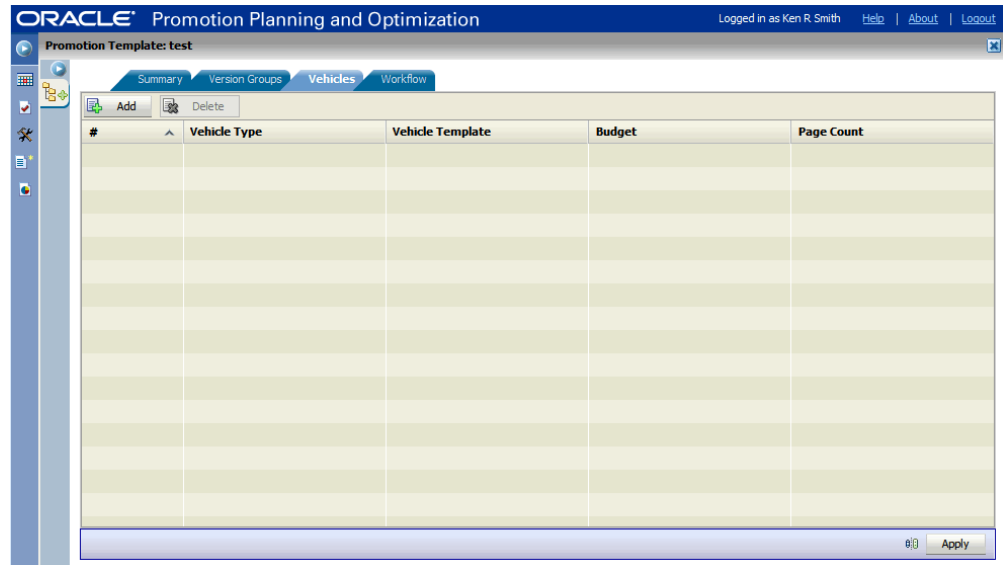 ORACLE Promotion Planning and Optimization Logged in as Ken R Smith Help | About | Logout
Promotion Template: test
Summary Version Groups Vehicles Workflow
Add Delete
# Vehicle Type Vehicle Template Budget Page Count
Apply